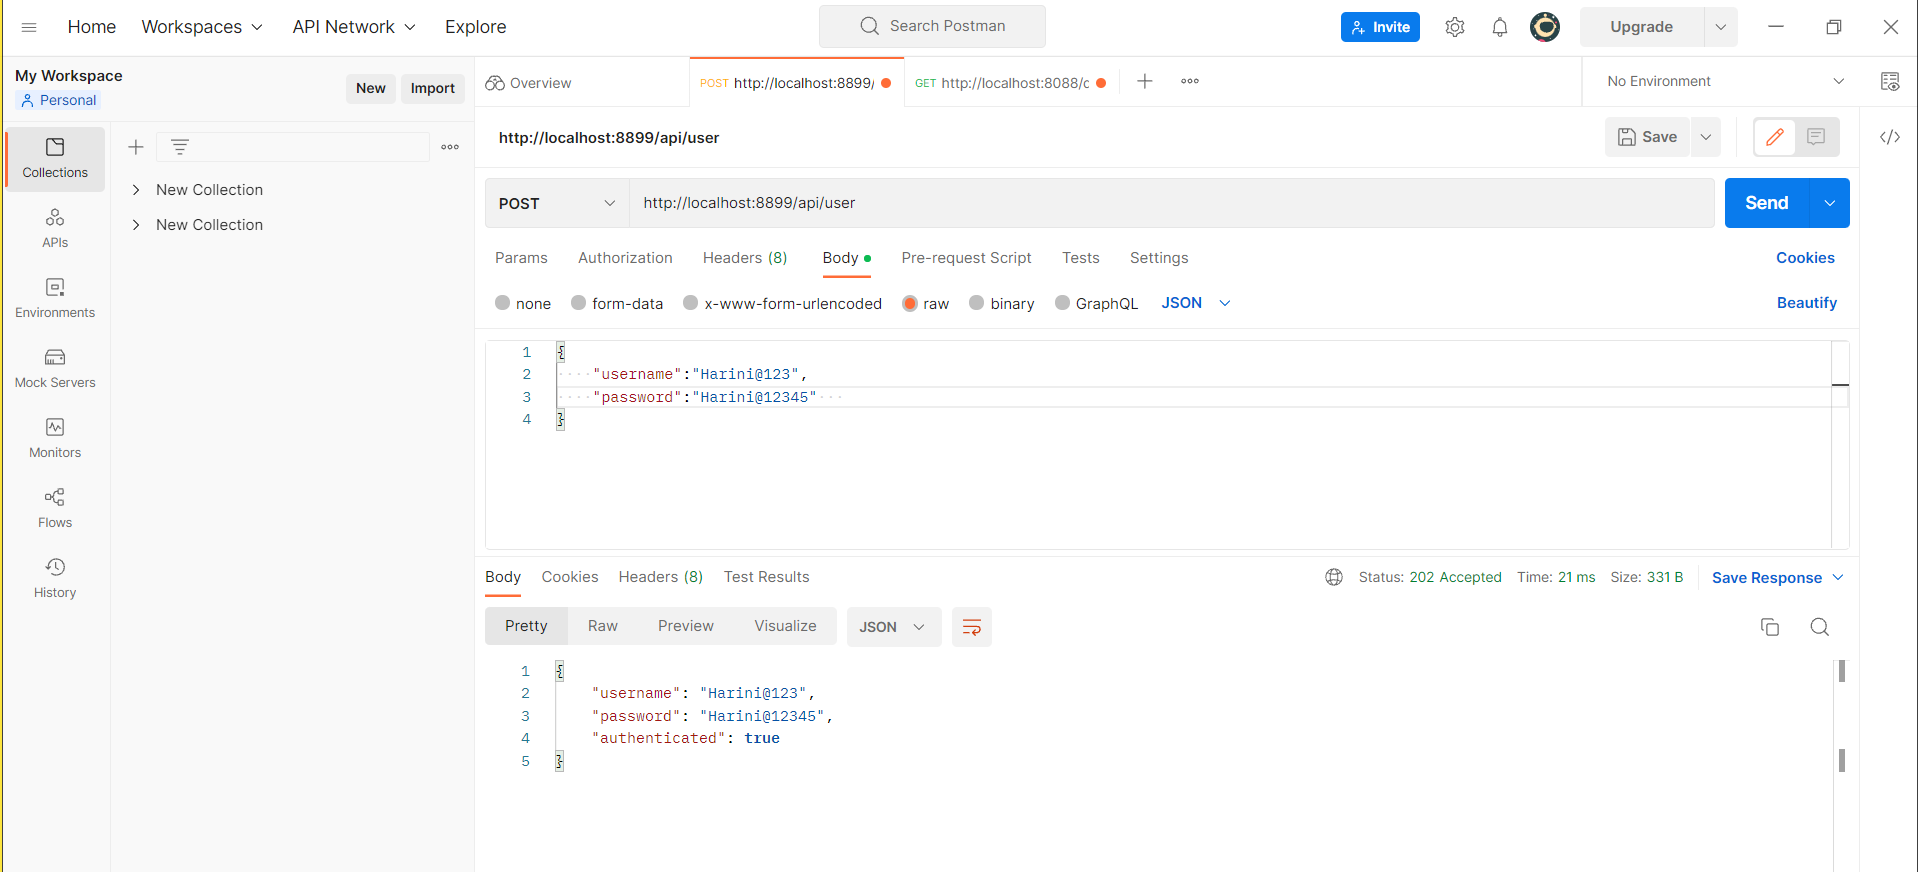 Home Workspaces API Network Explore Search Postman Invite Upgrade
My Workspace
Personal
New Import
Overview POST http://localhost:8899/ GET http://localhost:8088/c No Environment
Collections
APIs
Environments
Mock Servers
Monitors
Flows
History
New Collection
New Collection
http://localhost:8899/api/user Save
POST http://localhost:8899/api/user Send
Params Authorization Headers (8) Body Pre-request Script Tests Settings Cookies
none form-data x-www-form-urlencoded raw binary GraphQL JSON Beautify
1 {
2 "username":"Harini@123",
3 "password":"Harini@12345"
4 }
Body Cookies Headers (8) Test Results Status: 202 Accepted Time: 21 ms Size: 331 B Save Response
Pretty Raw Preview Visualize JSON
1 {
2 "username": "Harini@123",
3 "password": "Harini@12345",
4 "authenticated": true
5 }